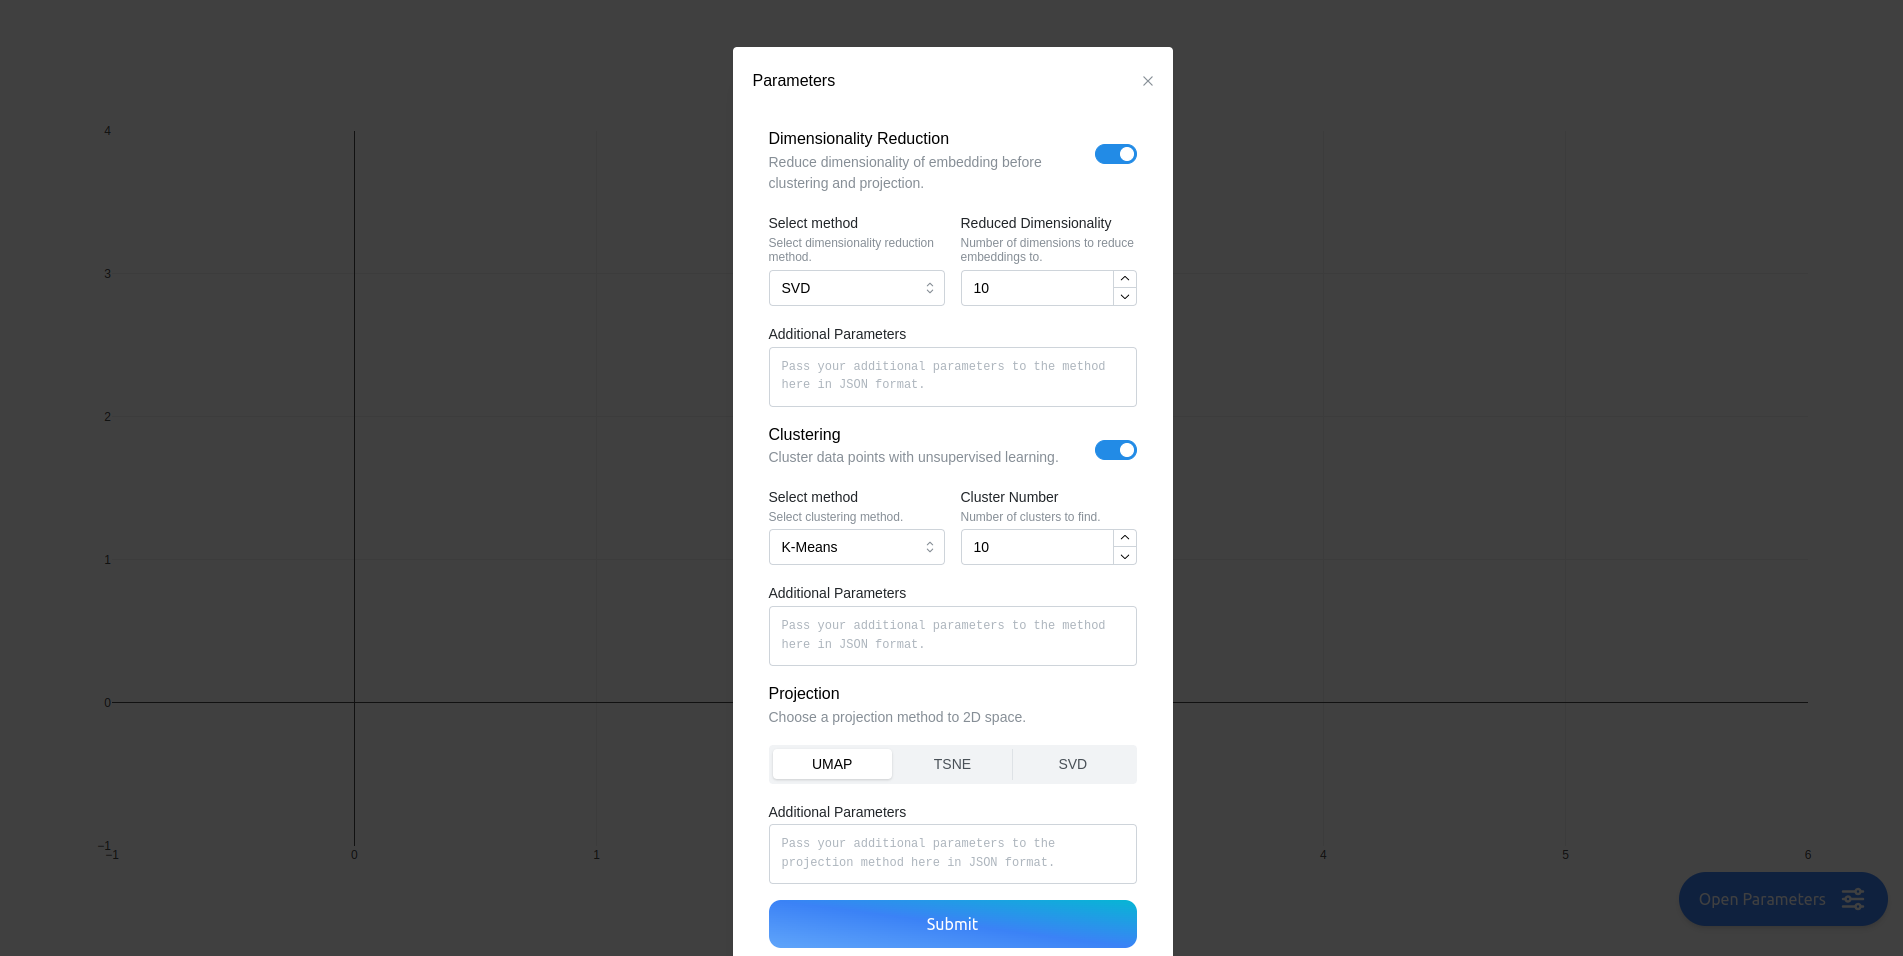 Parameters
Dimensionality Reduction
Reduce dimensionality of embedding before
clustering and projection.
Select method
Select dimensionality reduction
method.
SVD
Reduced Dimensionality
Number of dimensions to reduce
embeddings to.
10
Additional Parameters
Pass your additional parameters to the method
here in JSON format.
Clustering
Cluster data points with unsupervised learning.
Select method
Select clustering method.
K-Means
Cluster Number
Number of clusters to find.
10
Additional Parameters
Pass your additional parameters to the method
here in JSON format.
Projection
Choose a projection method to 2D space.
UMAP TSNE SVD
Additional Parameters
Pass your additional parameters to the
projection method here in JSON format.
Submit
4
3
2
1
0
−1
−1 0 1 4 5 6
Open Parameters